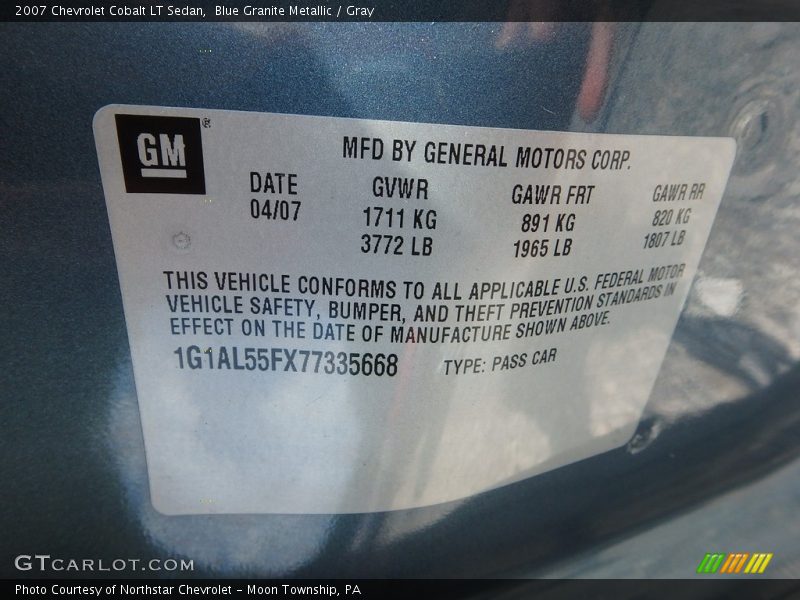 2007 Chevrolet Cobalt LT Sedan,  Blue Granite Metallic / Gray
GM®
MFD BY GENERAL MOTORS CORP.
DATE GVWR GAWR FRT GAWR RR
04/07 1711 KG 891 KG 820 KG
3772 LB 1965 LB 1807 LB
THIS VEHICLE CONFORMS TO ALL APPLICABLE U.S. FEDERAL MOTOR
VEHICLE SAFETY, BUMPER, AND THEFT PREVENTION STANDARDS IN
EFFECT ON THE DATE OF MANUFACTURE SHOWN ABOVE.
1G1AL55FX77335668 TYPE: PASS CAR
GTCARLOT.COM
Photo Courtesy of Northstar Chevrolet - Moon Township, PA